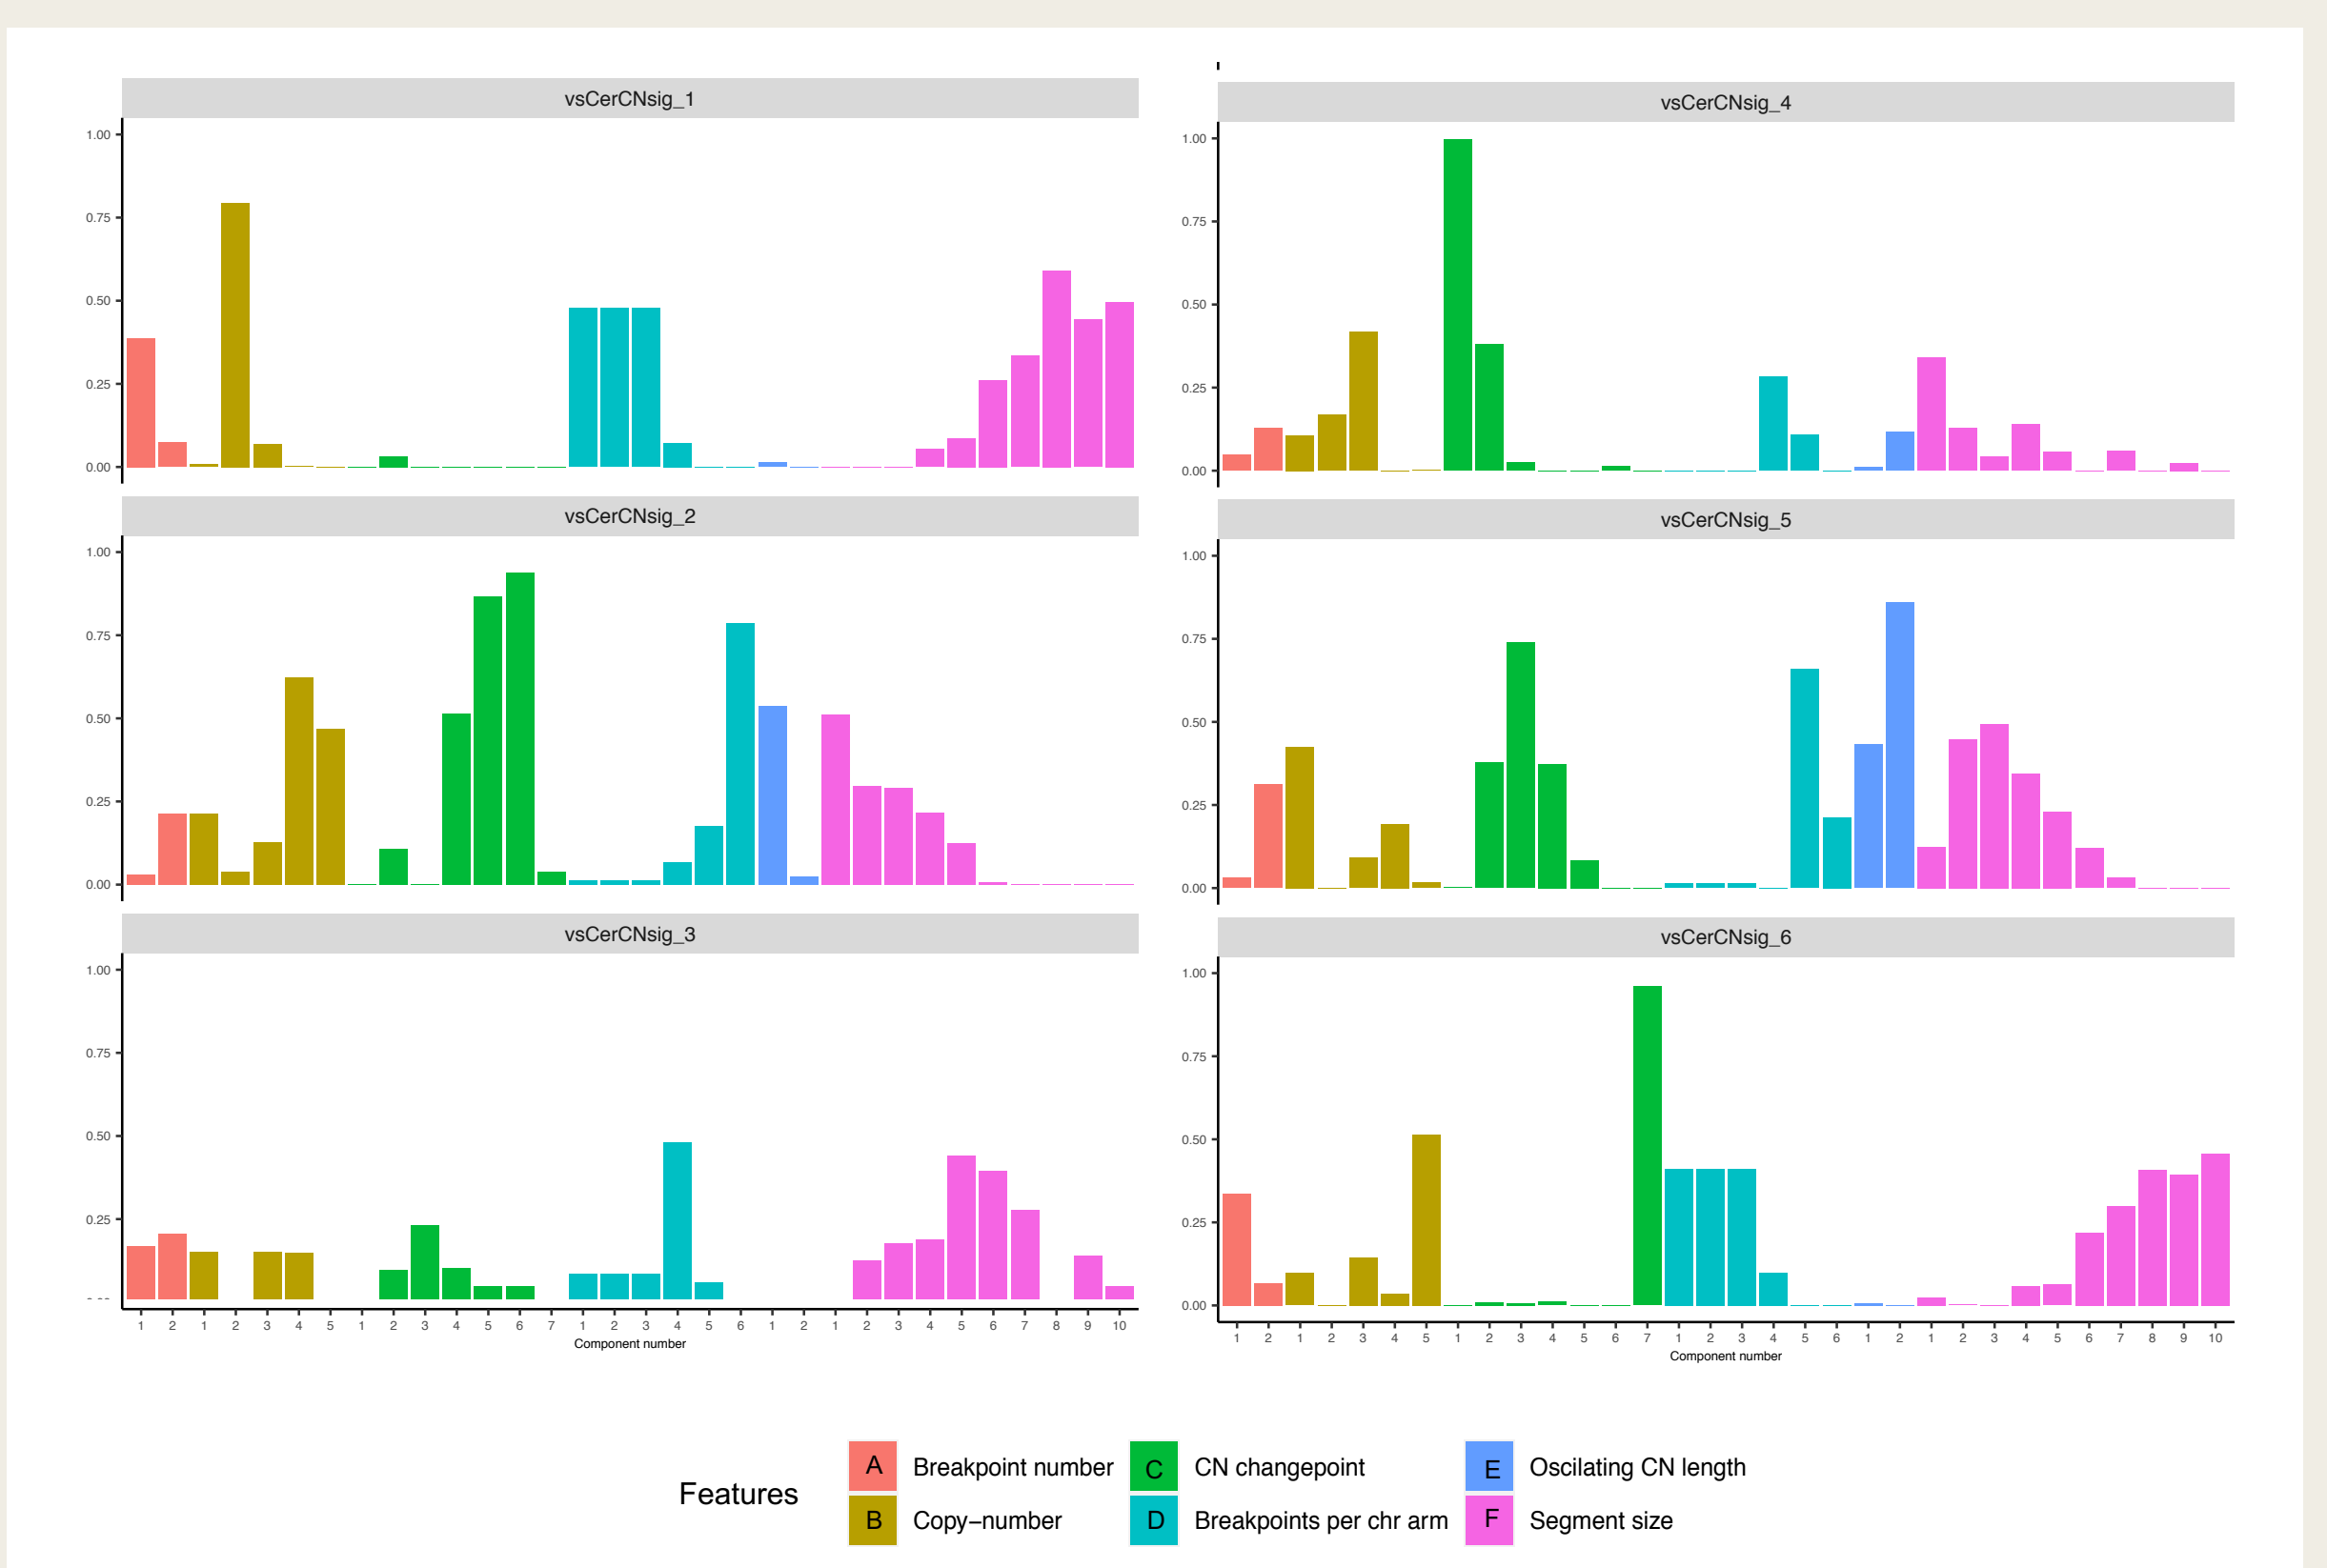 vsCerCNsig_1
1.00
0.75
0.50
0.25
0.00
vsCerCNsig_2
1.00
0.75
0.50
0.25
0.00
vsCerCNsig_3
1.00
0.75
0.50
0.25
1 2 1 2 3 4 5 1 2 3 4 5 6 7 1 2 3 4 5 6 1 2 1 2 3 4 5 6 7 8 9 10
Component number
vsCerCNsig_4
1.00
0.75
0.50
0.25
0.00
vsCerCNsig_5
1.00
0.75
0.50
0.25
0.00
vsCerCNsig_6
1.00
0.75
0.50
0.25
0.00
1 2 1 2 3 4 5 1 2 3 4 5 6 7 1 2 3 4 5 6 1 2 1 2 3 4 5 6 7 8 9 10
Component number
Features
A Breakpoint number C CN changepoint E Oscilating CN length
B Copy−number D Breakpoints per chr arm F Segment size